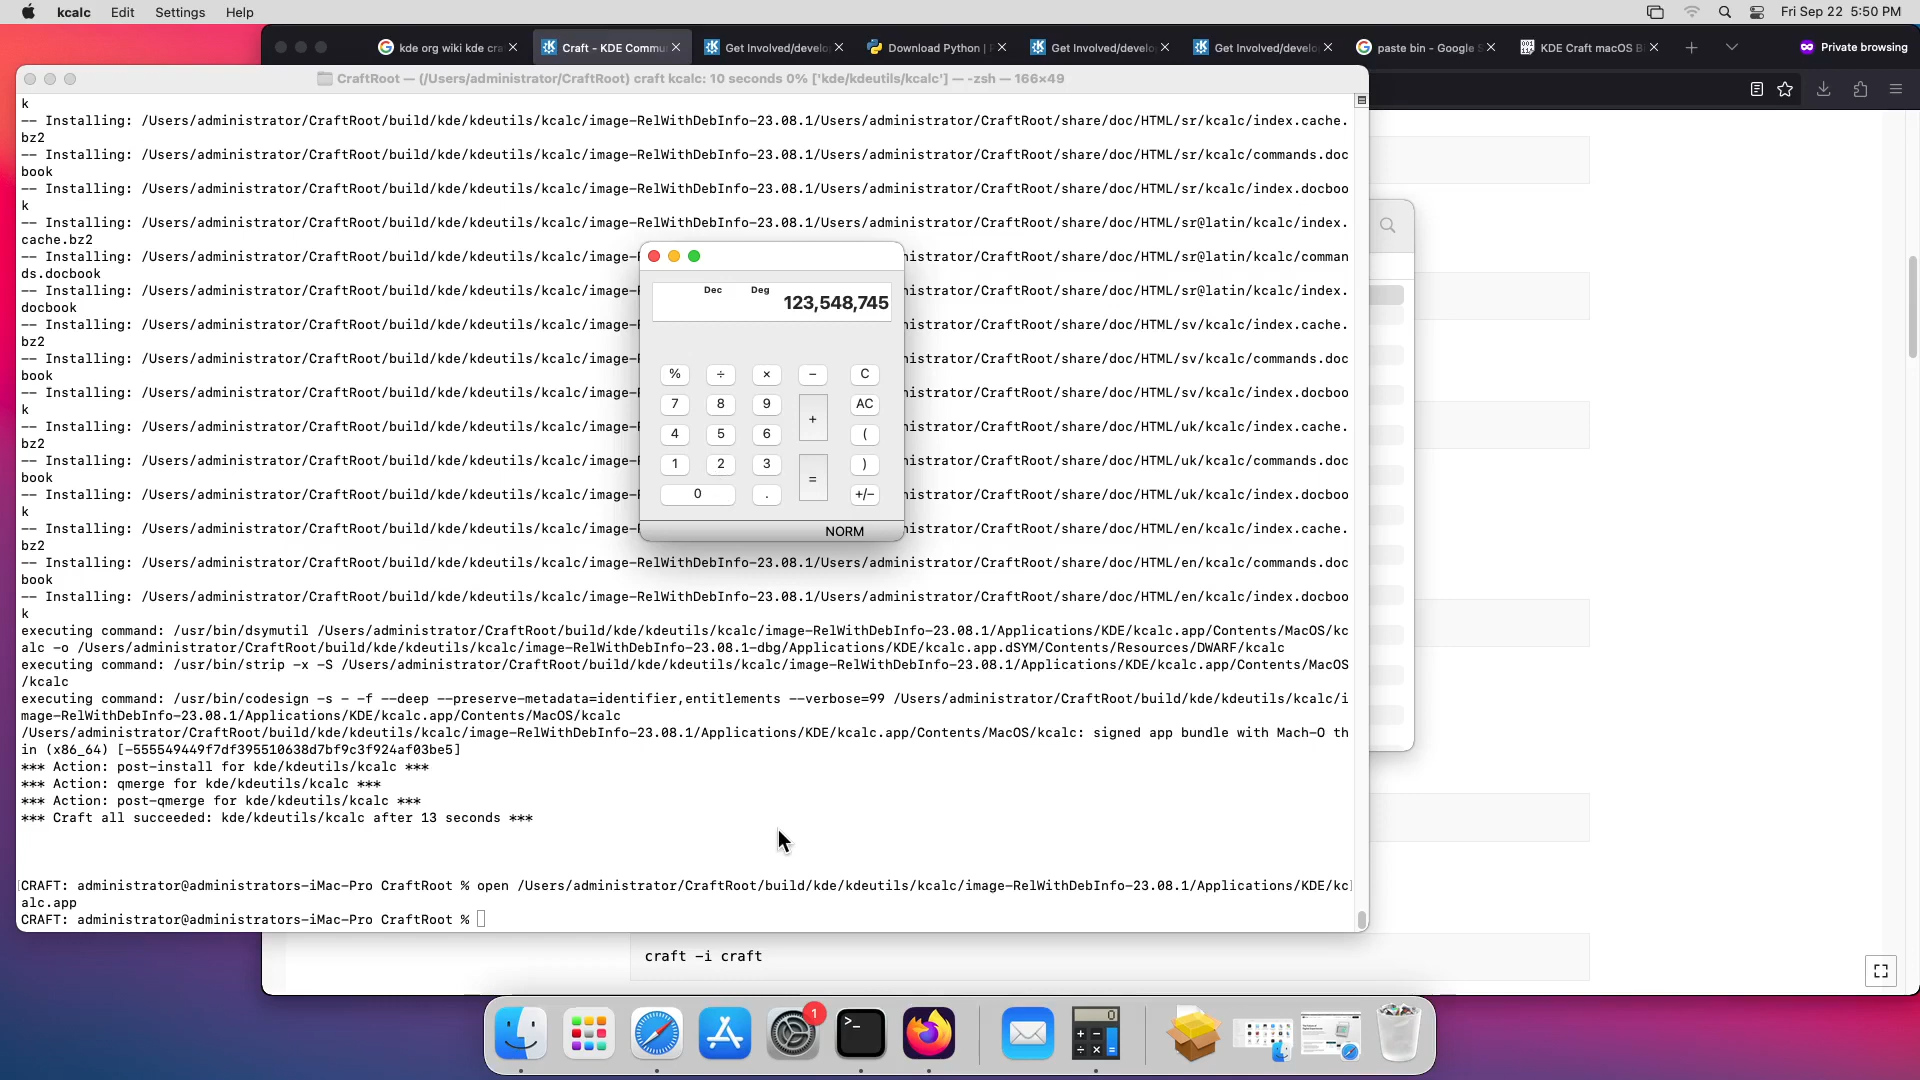 kcalc Edit Settings Help
Fri Sep 22 5:50 PM
kde org wiki kde cra
Craft - KDE Commu
Get Involved/develo
Download Python |
Get Involved/develo
Get Involved/develo
paste bin - Google S
KDE Craft macOS B
Private browsing
CraftRoot — (/Users/administrator/CraftRoot) craft kcalc: 10 seconds 0% ['kde/kdeutils/kcalc'] — -zsh — 166×49
k
-- Installing: /Users/administrator/CraftRoot/build/kde/kdeutils/kcalc/image-RelWithDebInfo-23.08.1/Users/administrator/CraftRoot/share/doc/HTML/sr/kcalc/index.cache.
bz2
-- Installing: /Users/administrator/CraftRoot/build/kde/kdeutils/kcalc/image-RelWithDebInfo-23.08.1/Users/administrator/CraftRoot/share/doc/HTML/sr/kcalc/commands.doc
book
-- Installing: /Users/administrator/CraftRoot/build/kde/kdeutils/kcalc/image-RelWithDebInfo-23.08.1/Users/administrator/CraftRoot/share/doc/HTML/sr/kcalc/index.docboo
k
-- Installing: /Users/administrator/CraftRoot/build/kde/kdeutils/kcalc/image-RelWithDebInfo-23.08.1/Users/administrator/CraftRoot/share/doc/HTML/sr@latin/kcalc/index.
cache.bz2
-- Installing: /Users/administrator/CraftRoot/build/kde/kdeutils/kcalc/image-R nistrator/CraftRoot/share/doc/HTML/sr@latin/kcalc/comman
ds.docbook
-- Installing: /Users/administrator/CraftRoot/build/kde/kdeutils/kcalc/image-R nistrator/CraftRoot/share/doc/HTML/sr@latin/kcalc/index.
docbook
-- Installing: /Users/administrator/CraftRoot/build/kde/kdeutils/kcalc/image-R nistrator/CraftRoot/share/doc/HTML/sv/kcalc/index.cache.
bz2
-- Installing: /Users/administrator/CraftRoot/build/kde/kdeutils/kcalc/image-R nistrator/CraftRoot/share/doc/HTML/sv/kcalc/commands.doc
book
-- Installing: /Users/administrator/CraftRoot/build/kde/kdeutils/kcalc/image-R nistrator/CraftRoot/share/doc/HTML/sv/kcalc/index.docboo
k
-- Installing: /Users/administrator/CraftRoot/build/kde/kdeutils/kcalc/image-R nistrator/CraftRoot/share/doc/HTML/uk/kcalc/index.cache.
bz2
-- Installing: /Users/administrator/CraftRoot/build/kde/kdeutils/kcalc/image-R nistrator/CraftRoot/share/doc/HTML/uk/kcalc/commands.doc
book
-- Installing: /Users/administrator/CraftRoot/build/kde/kdeutils/kcalc/image-R nistrator/CraftRoot/share/doc/HTML/uk/kcalc/index.docboo
k
-- Installing: /Users/administrator/CraftRoot/build/kde/kdeutils/kcalc/image-R nistrator/CraftRoot/share/doc/HTML/en/kcalc/index.cache.
bz2
-- Installing: /Users/administrator/CraftRoot/build/kde/kdeutils/kcalc/image-RelWithDebInfo-23.08.1/Users/administrator/CraftRoot/share/doc/HTML/en/kcalc/commands.doc
book
-- Installing: /Users/administrator/CraftRoot/build/kde/kdeutils/kcalc/image-RelWithDebInfo-23.08.1/Users/administrator/CraftRoot/share/doc/HTML/en/kcalc/index.docboo
k
executing command: /usr/bin/dsymutil /Users/administrator/CraftRoot/build/kde/kdeutils/kcalc/image-RelWithDebInfo-23.08.1/Applications/KDE/kcalc.app/Contents/MacOS/kc
alc -o /Users/administrator/CraftRoot/build/kde/kdeutils/kcalc/image-RelWithDebInfo-23.08.1-dbg/Applications/KDE/kcalc.app.dSYM/Contents/Resources/DWARF/kcalc
executing command: /usr/bin/strip -x -S /Users/administrator/CraftRoot/build/kde/kdeutils/kcalc/image-RelWithDebInfo-23.08.1/Applications/KDE/kcalc.app/Contents/MacOS
/kcalc
executing command: /usr/bin/codesign -s - -f --deep --preserve-metadata=identifier,entitlements --verbose=99 /Users/administrator/CraftRoot/build/kde/kdeutils/kcalc/i
mage-RelWithDebInfo-23.08.1/Applications/KDE/kcalc.app/Contents/MacOS/kcalc
/Users/administrator/CraftRoot/build/kde/kdeutils/kcalc/image-RelWithDebInfo-23.08.1/Applications/KDE/kcalc.app/Contents/MacOS/kcalc: signed app bundle with Mach-O th
in (x86_64) [-555549449f7df395510638d7bf9c3f924af03be5]
*** Action: post-install for kde/kdeutils/kcalc ***
*** Action: qmerge for kde/kdeutils/kcalc ***
*** Action: post-qmerge for kde/kdeutils/kcalc ***
*** Craft all succeeded: kde/kdeutils/kcalc after 13 seconds ***
[CRAFT: administrator@administrators-iMac-Pro CraftRoot % open /Users/administrator/CraftRoot/build/kde/kdeutils/kcalc/image-RelWithDebInfo-23.08.1/Applications/KDE/kc]
alc.app
CRAFT: administrator@administrators-iMac-Pro CraftRoot %
Dec Deg
123,548,745
% ÷ × − C
7 8 9 AC
+
4 5 6 (
1 2 3 )
=
0 . +/−
NORM
craft -i craft
1
>_
0